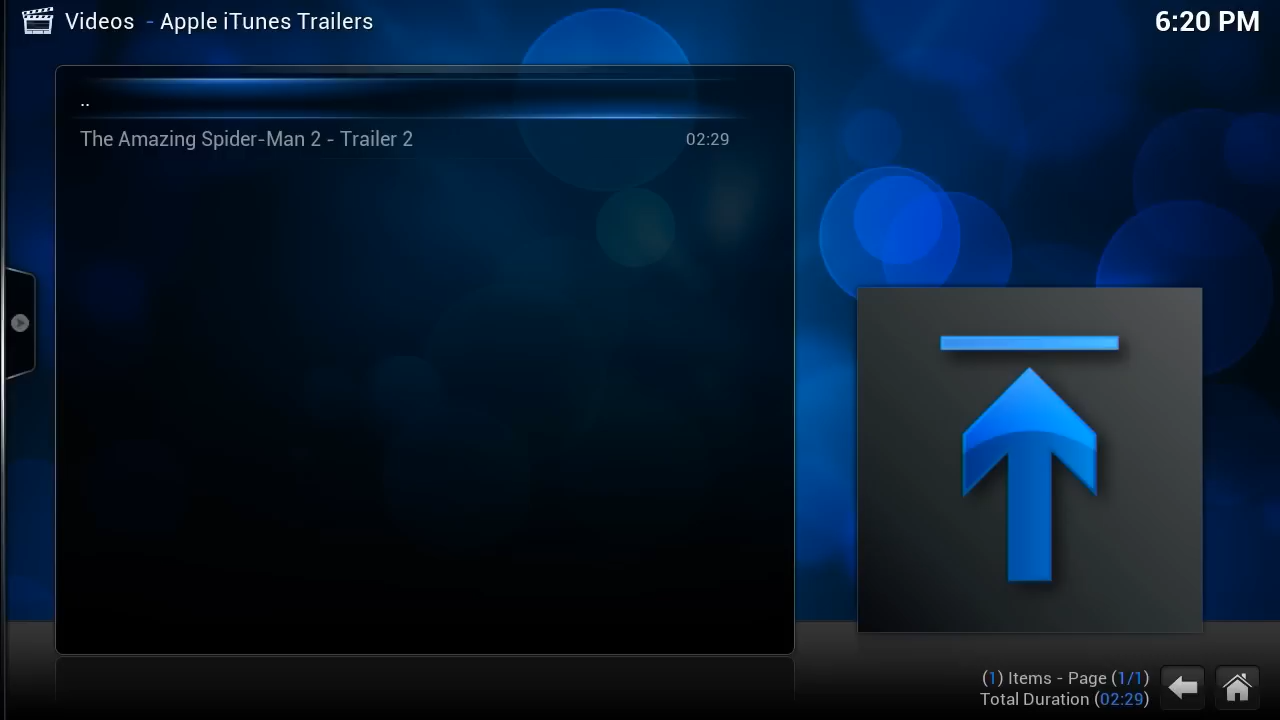 Videos - Apple iTunes Trailers
6:20 PM
..
The Amazing Spider-Man 2 - Trailer 2 02:29
(1) Items - Page (1/1)
Total Duration (02:29)